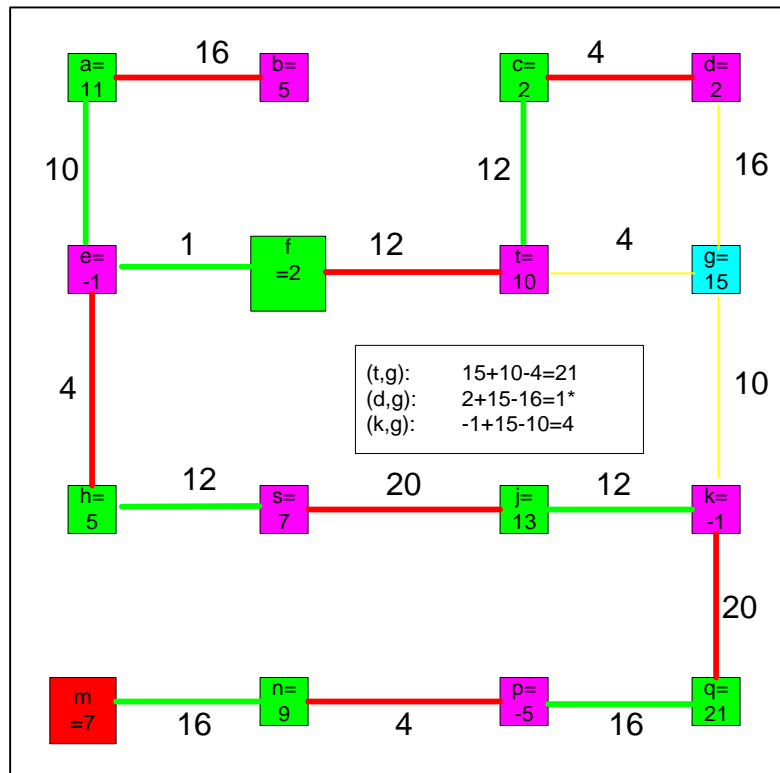 16
4
a=
11
b=
5
c=
2
d=
2
10
12
16
1
12
4
e=
-1
f
=2
t=
10
g=
15
(t,g): 15+10-4=21
(d,g): 2+15-16=1*
(k,g): -1+15-10=4
4
10
12
20
12
h=
5
s=
7
j=
13
k=
-1
20
m
=7
n=
9
p=
-5
q=
21
16
4
16